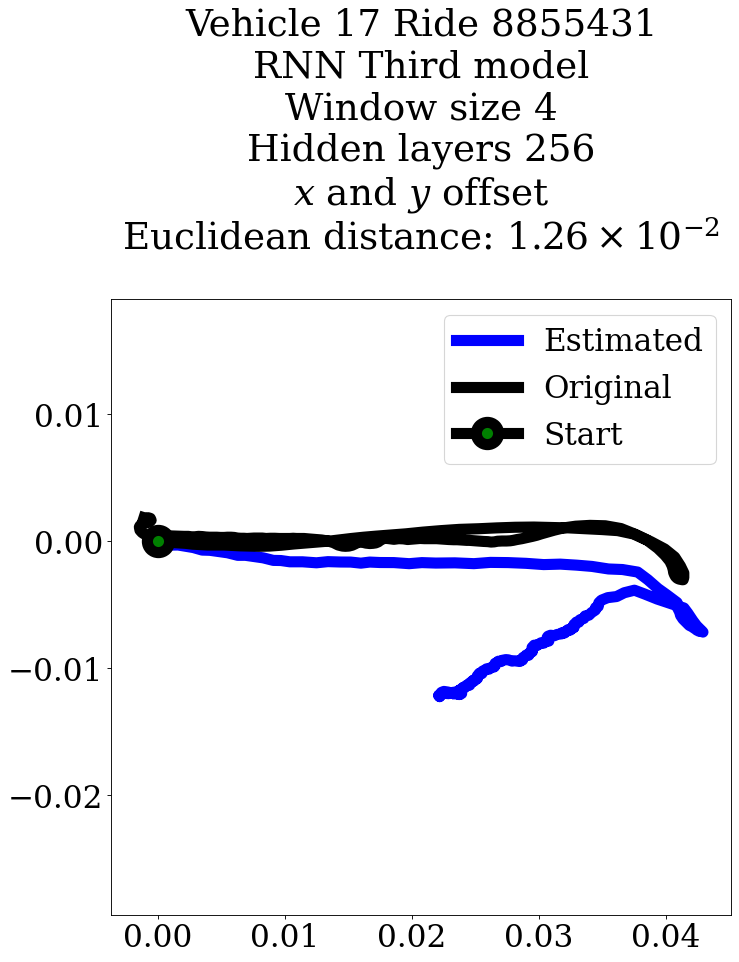 Vehicle 17 Ride 8855431
RNN Third model
Window size 4
Hidden layers 256
x and y offset
Euclidean distance: 1.26 × 10⁻²
Estimated
Original
Start
0.01
0.00
−0.01
−0.02
0.00 0.01 0.02 0.03 0.04